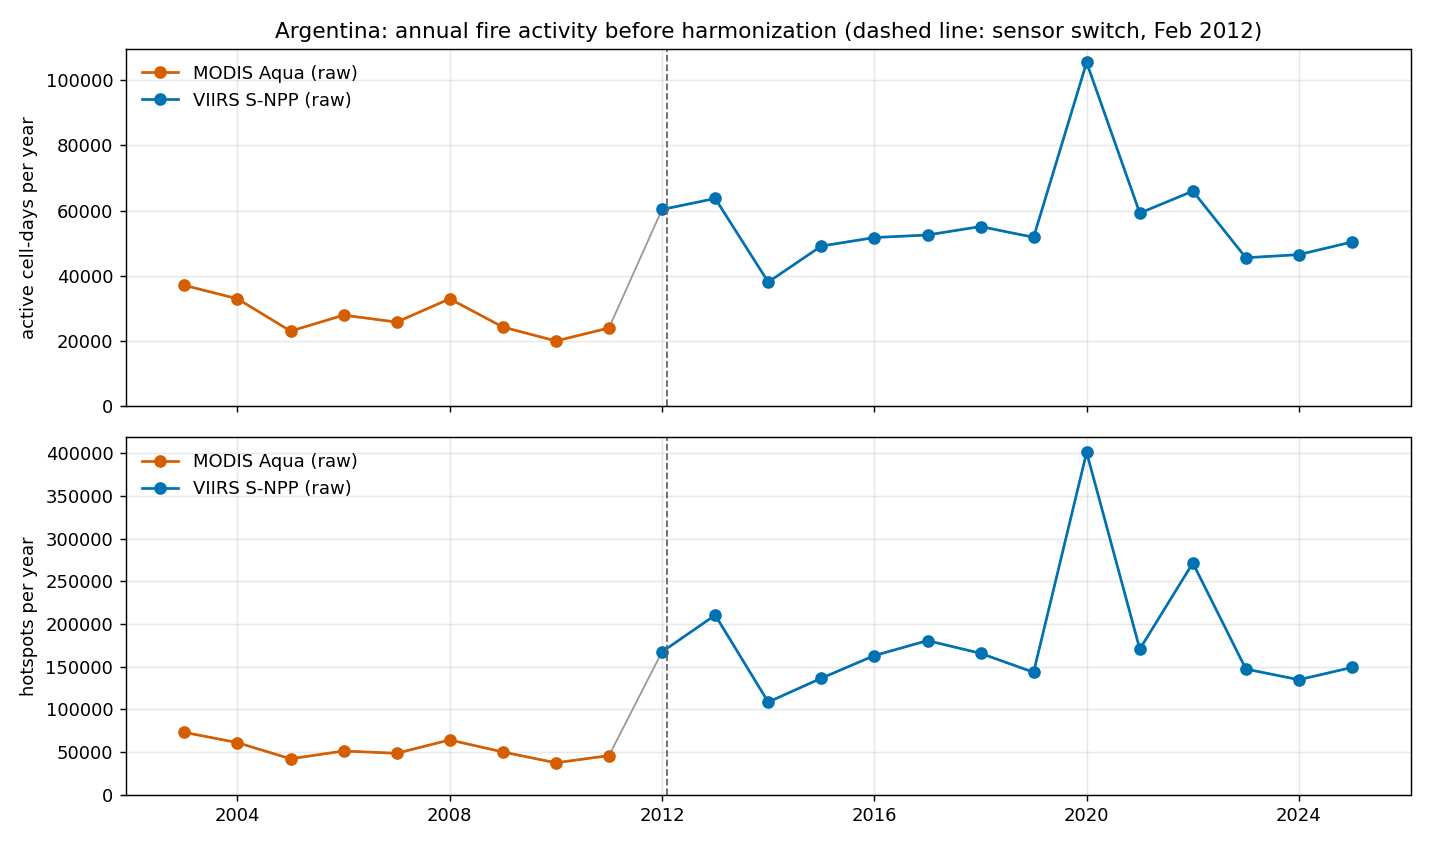 Argentina: annual fire activity before harmonization (dashed line: sensor switch, Feb 2012)
active cell-days per year
100000
80000
60000
40000
20000
0
MODIS Aqua (raw)
VIIRS S-NPP (raw)
hotspots per year
400000
350000
300000
250000
200000
150000
100000
50000
0
MODIS Aqua (raw)
VIIRS S-NPP (raw)
2004 2008 2012 2016 2020 2024